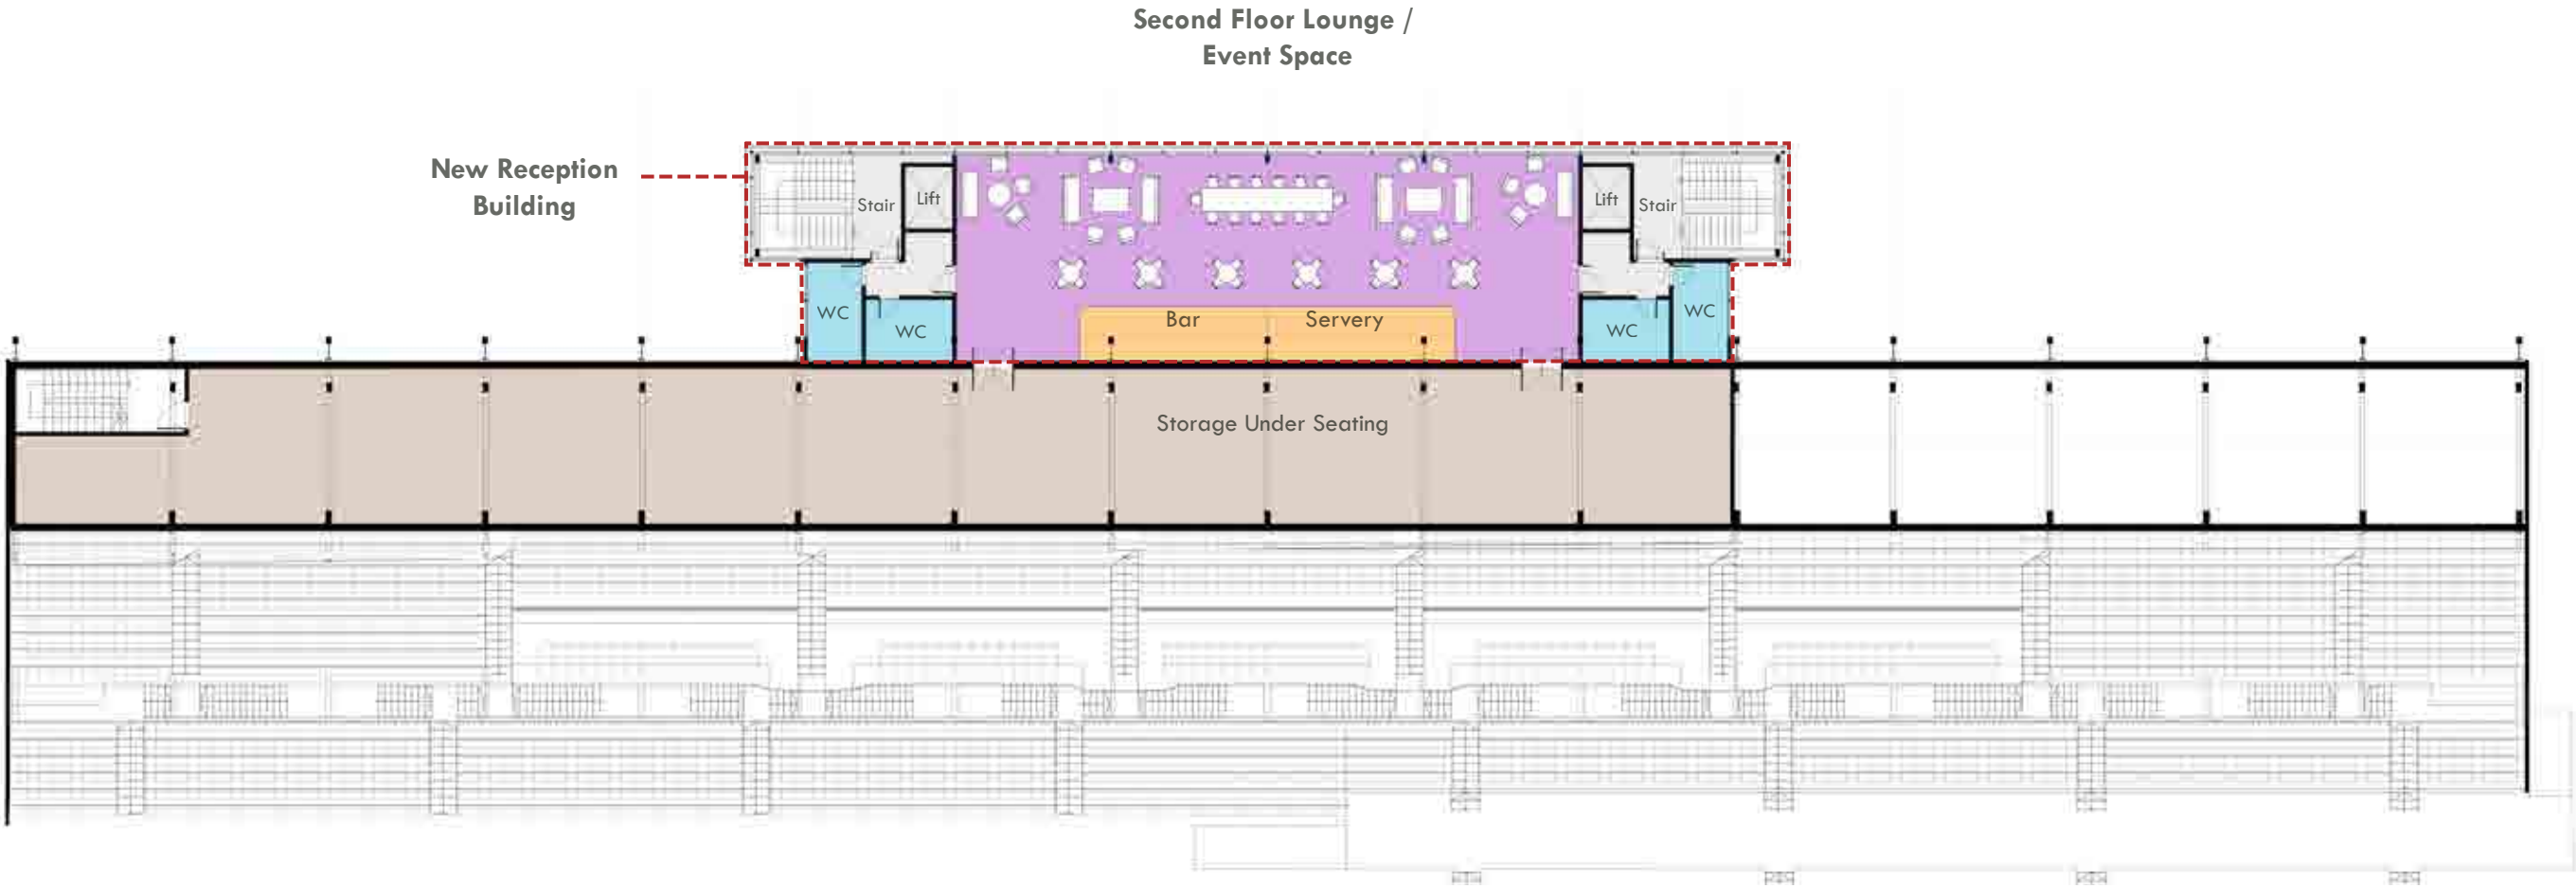 Second Floor Lounge /
Event Space
New Reception
Building
Stair
Lift
Lift
Stair
WC
WC
Bar
Servery
WC
WC
Storage Under Seating